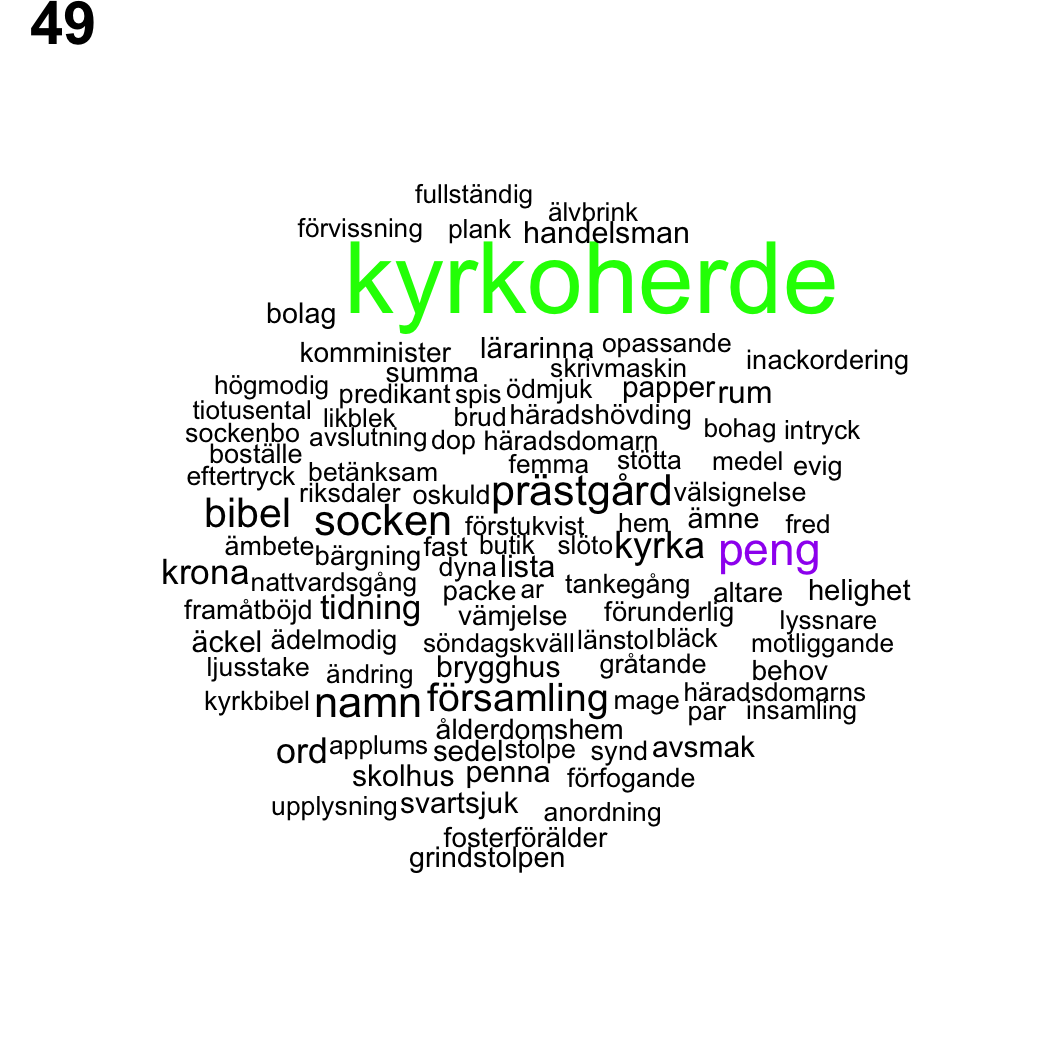 49
fullständig
älvbrink
förvissning plank handelsman
kyrkoherde
bolag
komminister lärarinna opassande
summa skrivmaskin inackordering
högmodig predikant spis ödmjuk papper rum
tiotusental likblek brud häradshövding
sockenbo avslutning dop häradsdomarn bohag intryck
boställe femma stötta medel evig
eftertryck betänksam
riksdaler oskuld prästgård välsignelse
bibel socken förstukvist hem ämne fred
ämbete bärgning fast butik slöto kyrka peng
krona nattvardsgång dyna lista
packe ar tankegång altare helighet
framåtböjd tidning vämjelse förunderlig lyssnare
äckel ädelmodig söndagskväll länstol bläck motliggande
ljusstake ändring brygghus gråtande behov
kyrkbibel namn församling mage häradsdomarns
par insamling
ålderdomshem
ord applums sedel stolpe synd avsmak
skolhus penna förfogande
upplysning svartsjuk anordning
fosterförälder
grindstolpen